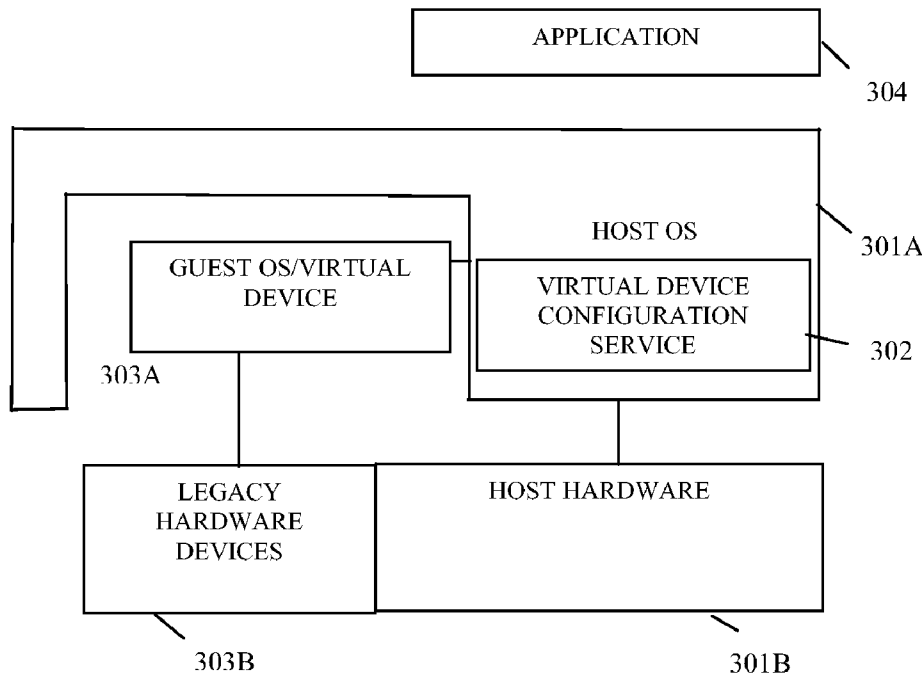 APPLICATION
304
HOST OS
301A
GUEST OS/VIRTUAL
DEVICE
VIRTUAL DEVICE
CONFIGURATION
SERVICE
302
303A
LEGACY
HARDWARE
DEVICES
HOST HARDWARE
303B
301B